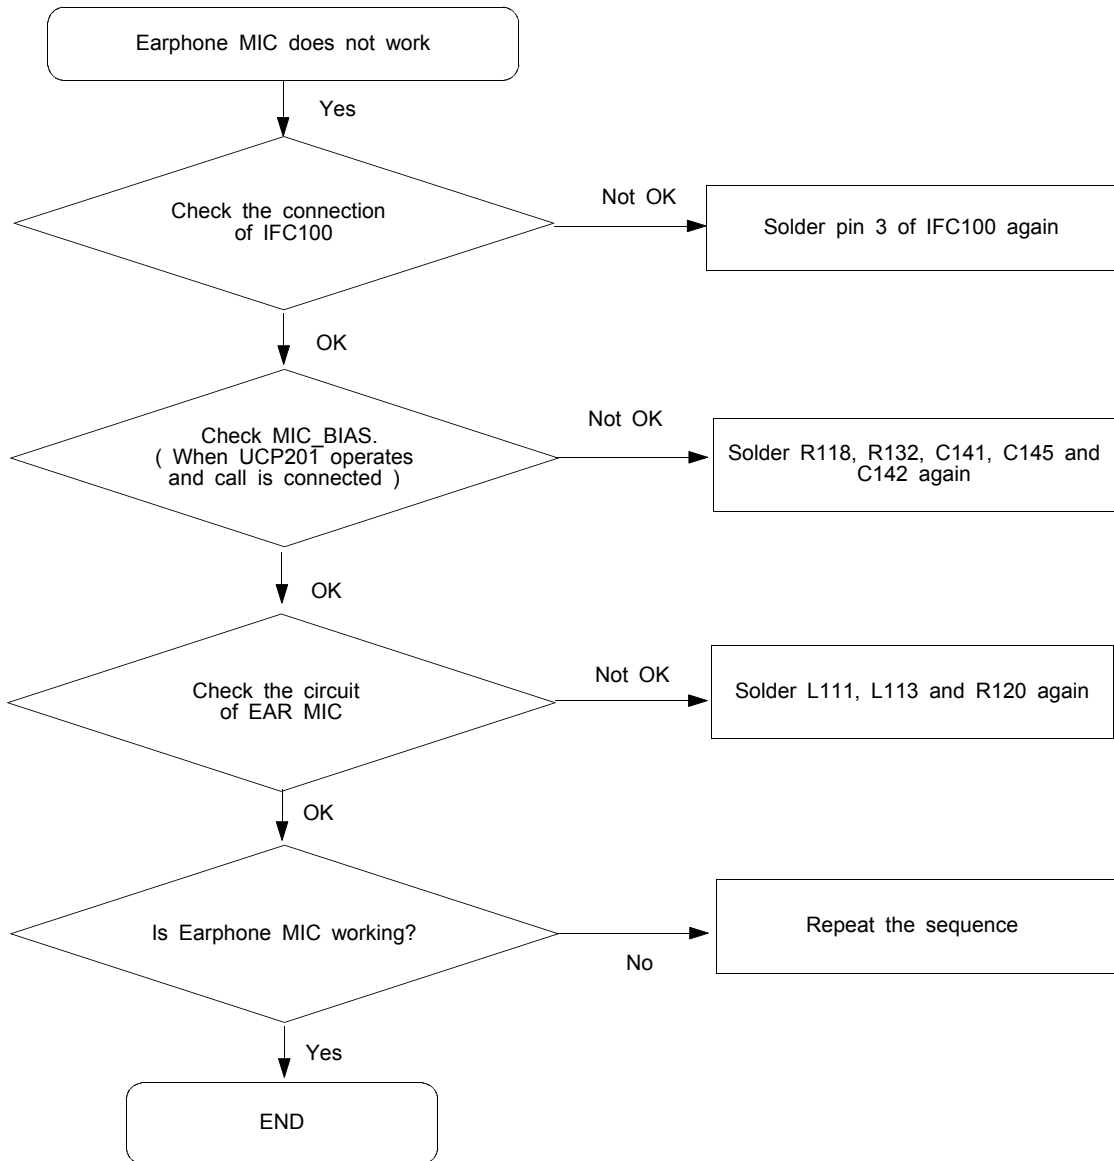 Earphone MIC does not work
Yes
Check the connection
of IFC100
Not OK
Solder pin 3 of IFC100 again
OK
Check MIC_BIAS.
( When UCP201 operates
and call is connected )
Not OK
Solder R118, R132, C141, C145 and
C142 again
OK
Check the circuit
of EAR MIC
Not OK
Solder L111, L113 and R120 again
OK
Is Earphone MIC working?
No
Repeat the sequence
Yes
END